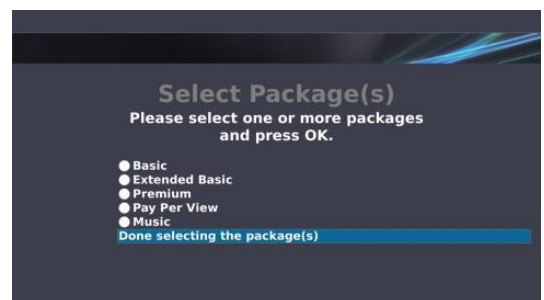 Select Package(s)
Please select one or more packages
and press OK.
Basic
Extended Basic
Premium
Pay Per View
Music
Done selecting the package(s)